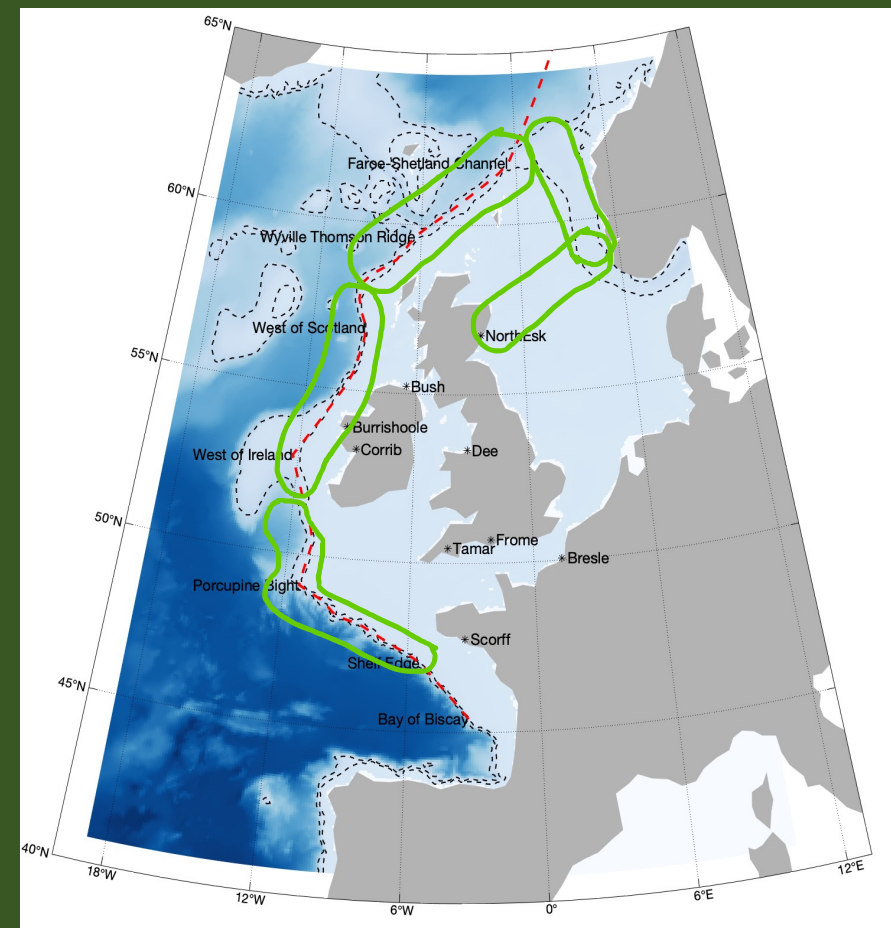 65°N
Faroe-Shetland Channel
60°N
Wyville Thomson Ridge
West of Scotland
NorthEsk
55°N
Bush
Burrishoole
West of Ireland
Corrib
Dee
50°N
Frome
Tamar
Bresle
Porcupine Bight
Scorff
Shelf Edge
45°N
Bay of Biscay
40°N
18°W
12°W
6°W
0°
6°E
12°E